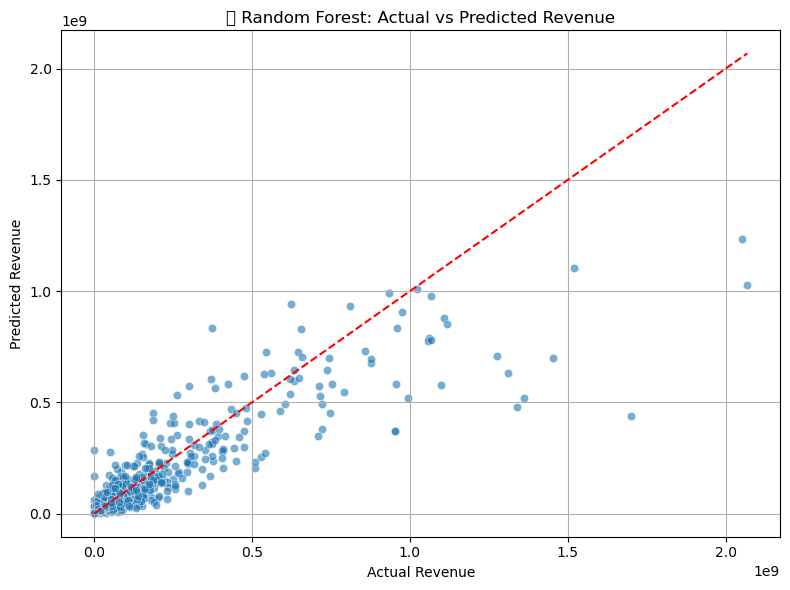 Random Forest: Actual vs Predicted Revenue
1e9
2.0
1.5
1.0
0.5
0.0
Predicted Revenue
0.0 0.5 1.0 1.5 2.0
1e9
Actual Revenue